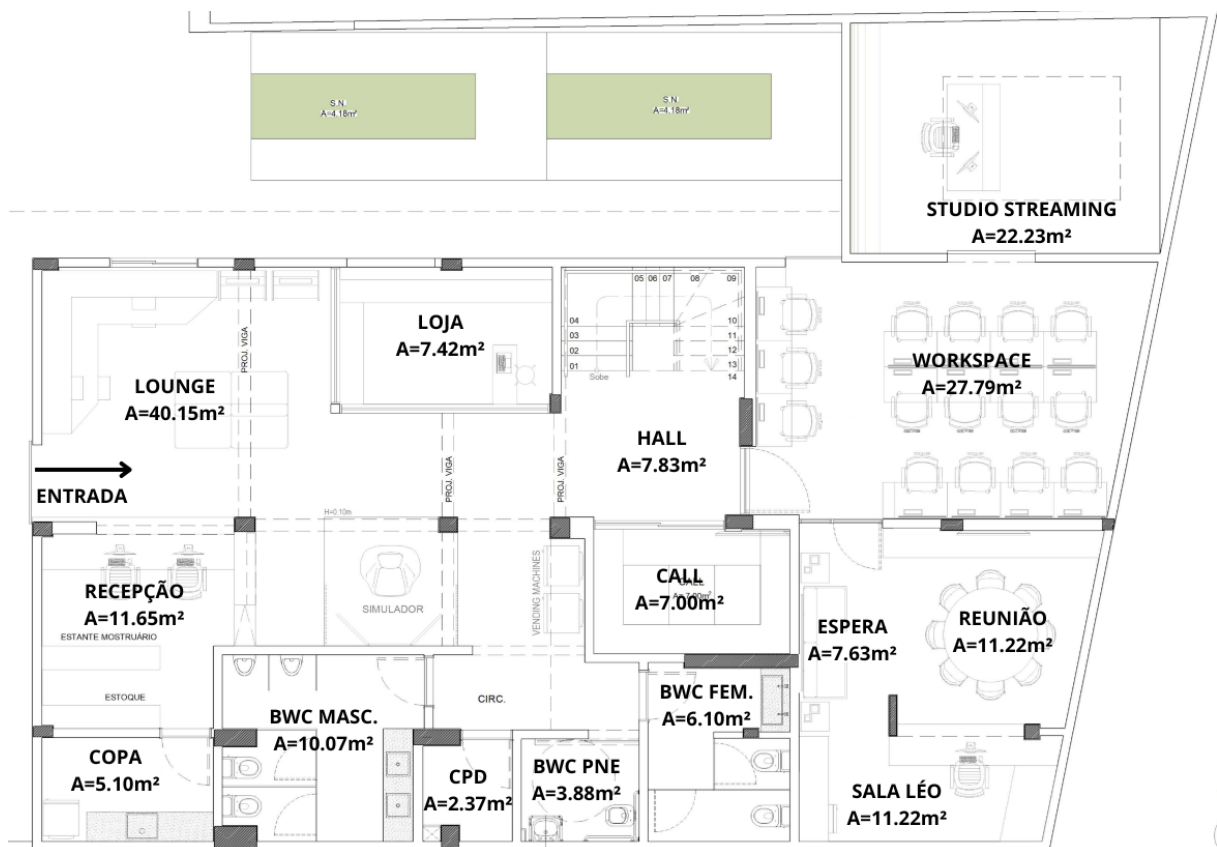 S.N.
A=4.18m²
S.N.
A=4.18m²
STUDIO STREAMING
A=22.23m²
LOJA
A=7.42m²
05 06 07 08 09
04
03
02
01
10
11
12
13
14
Sobe
PROJ. VIGA
LOUNGE
A=40.15m²
WORKSPACE
A=27.79m²
HALL
A=7.83m²
PROJ. VIGA
PROJ. VIGA
ENTRADA
H=0.10m
RECEPÇÃO
A=11.65m²
ESTANTE MOSTRUÁRIO
ESTOQUE
SIMULADOR
VENDING MACHINES
CALL
A=7.00m²
CALL
A=7.00m²
ESPERA
A=7.63m²
REUNIÃO
A=11.22m²
CIRC.
BWC MASC.
A=10.07m²
BWC FEM.
A=6.10m²
COPA
A=5.10m²
CPD
A=2.37m²
BWC PNE
A=3.88m²
SALA LÉO
A=11.22m²